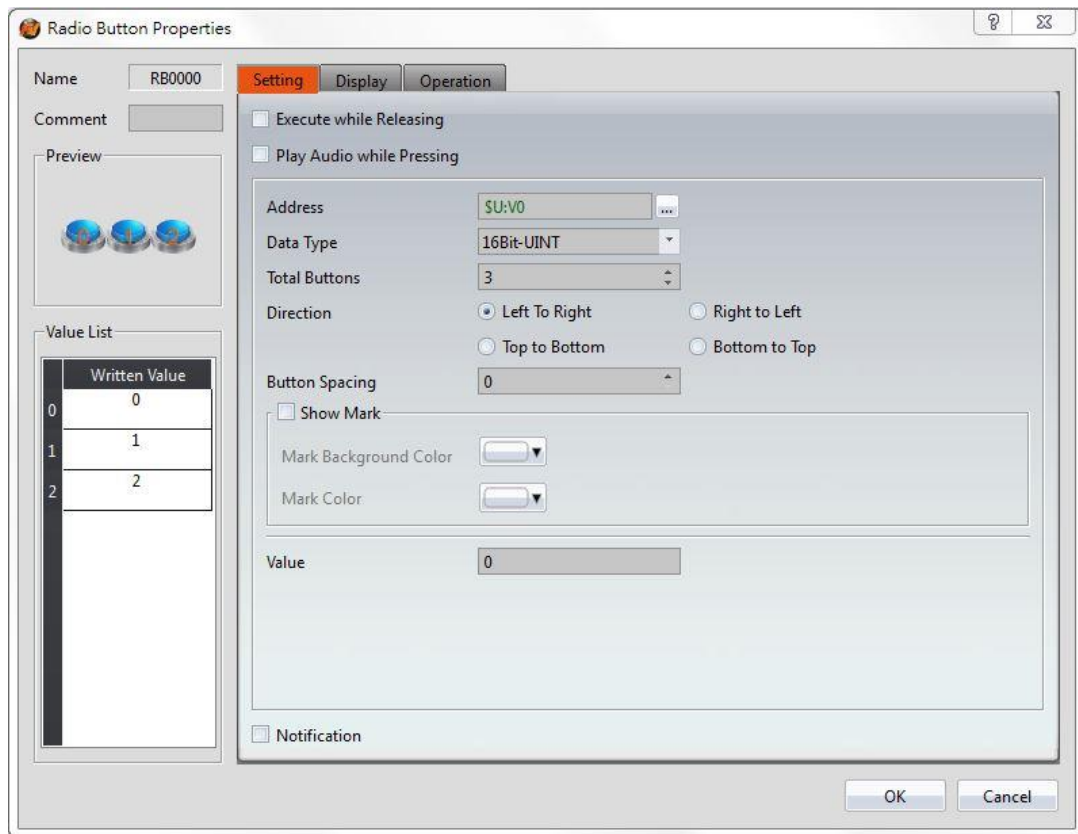 Radio Button Properties
Name RB0000
Comment
Preview
0 1 2
Value List
Written Value
0 0
1 1
2 2
Setting Display Operation
Execute while Releasing
Play Audio while Pressing
Address $U:V0 ...
Data Type 16Bit-UINT
Total Buttons 3
Direction Left To Right Right to Left
Top to Bottom Bottom to Top
Button Spacing 0
Show Mark
Mark Background Color
Mark Color
Value 0
Notification
OK Cancel